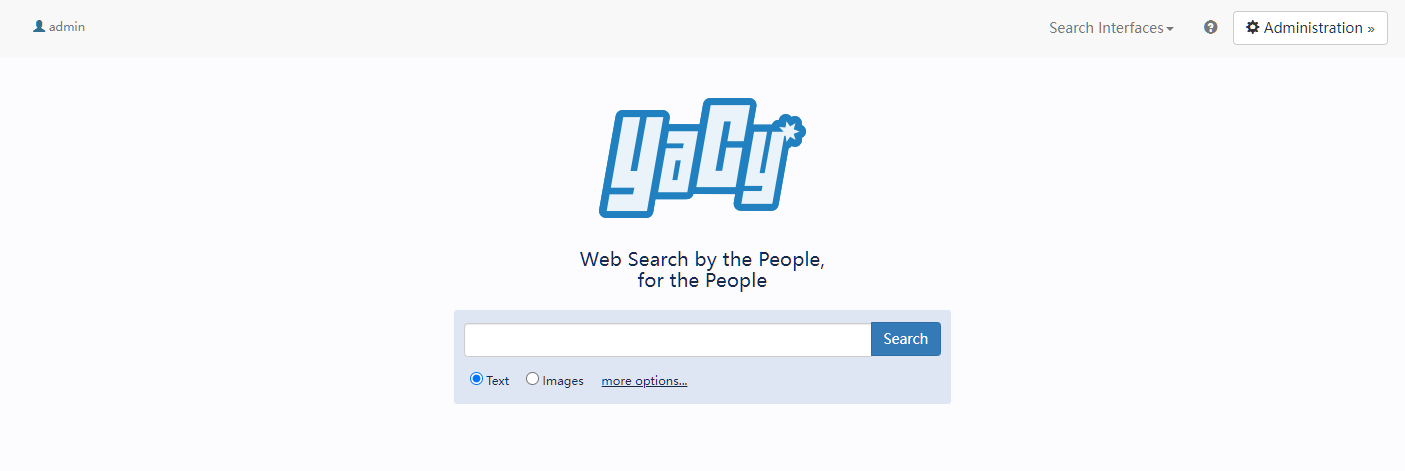 admin
Search Interfaces
Administration »
YaCy
Web Search by the People,
for the People
Search
Text Images more options...